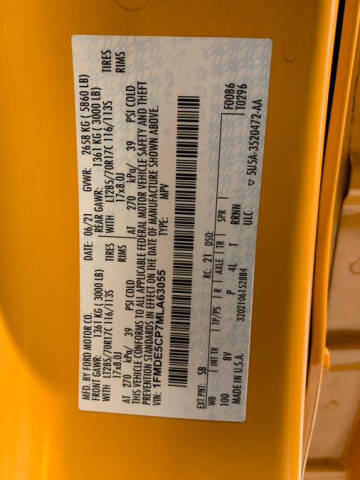 MFD. BY FORD MOTOR CO.
DATE: 06/21 GVWR: 2658 KG ( 5860 LB)
FRONT GAWR: 1361 KG ( 3000 LB) REAR GAWR: 1361 KG ( 3000 LB)
WITH LT285/70R17C 116/113S TIRES WITH LT285/70R17C 116/113S TIRES
17x8.0J RIMS 17x8.0J RIMS
AT 270 kPa/ 39 PSI COLD AT 270 kPa/ 39 PSI COLD
THIS VEHICLE CONFORMS TO ALL APPLICABLE FEDERAL MOTOR VEHICLE SAFETY AND
THEFT PREVENTION STANDARDS IN EFFECT ON THE DATE OF MANUFACTURE SHOWN ABOVE.
VIN: 1FMDE5CP7MLA63055 TYPE: MPV
F0086
T0296
EXT PNT: SB RC: 21 DSO:
WB INT TR TP/PS R AXLE TR SPR
100 8V P 4L T RRNN
ULC
MADE IN U.S.A. 3202106152884 5U5A-3520472-AA